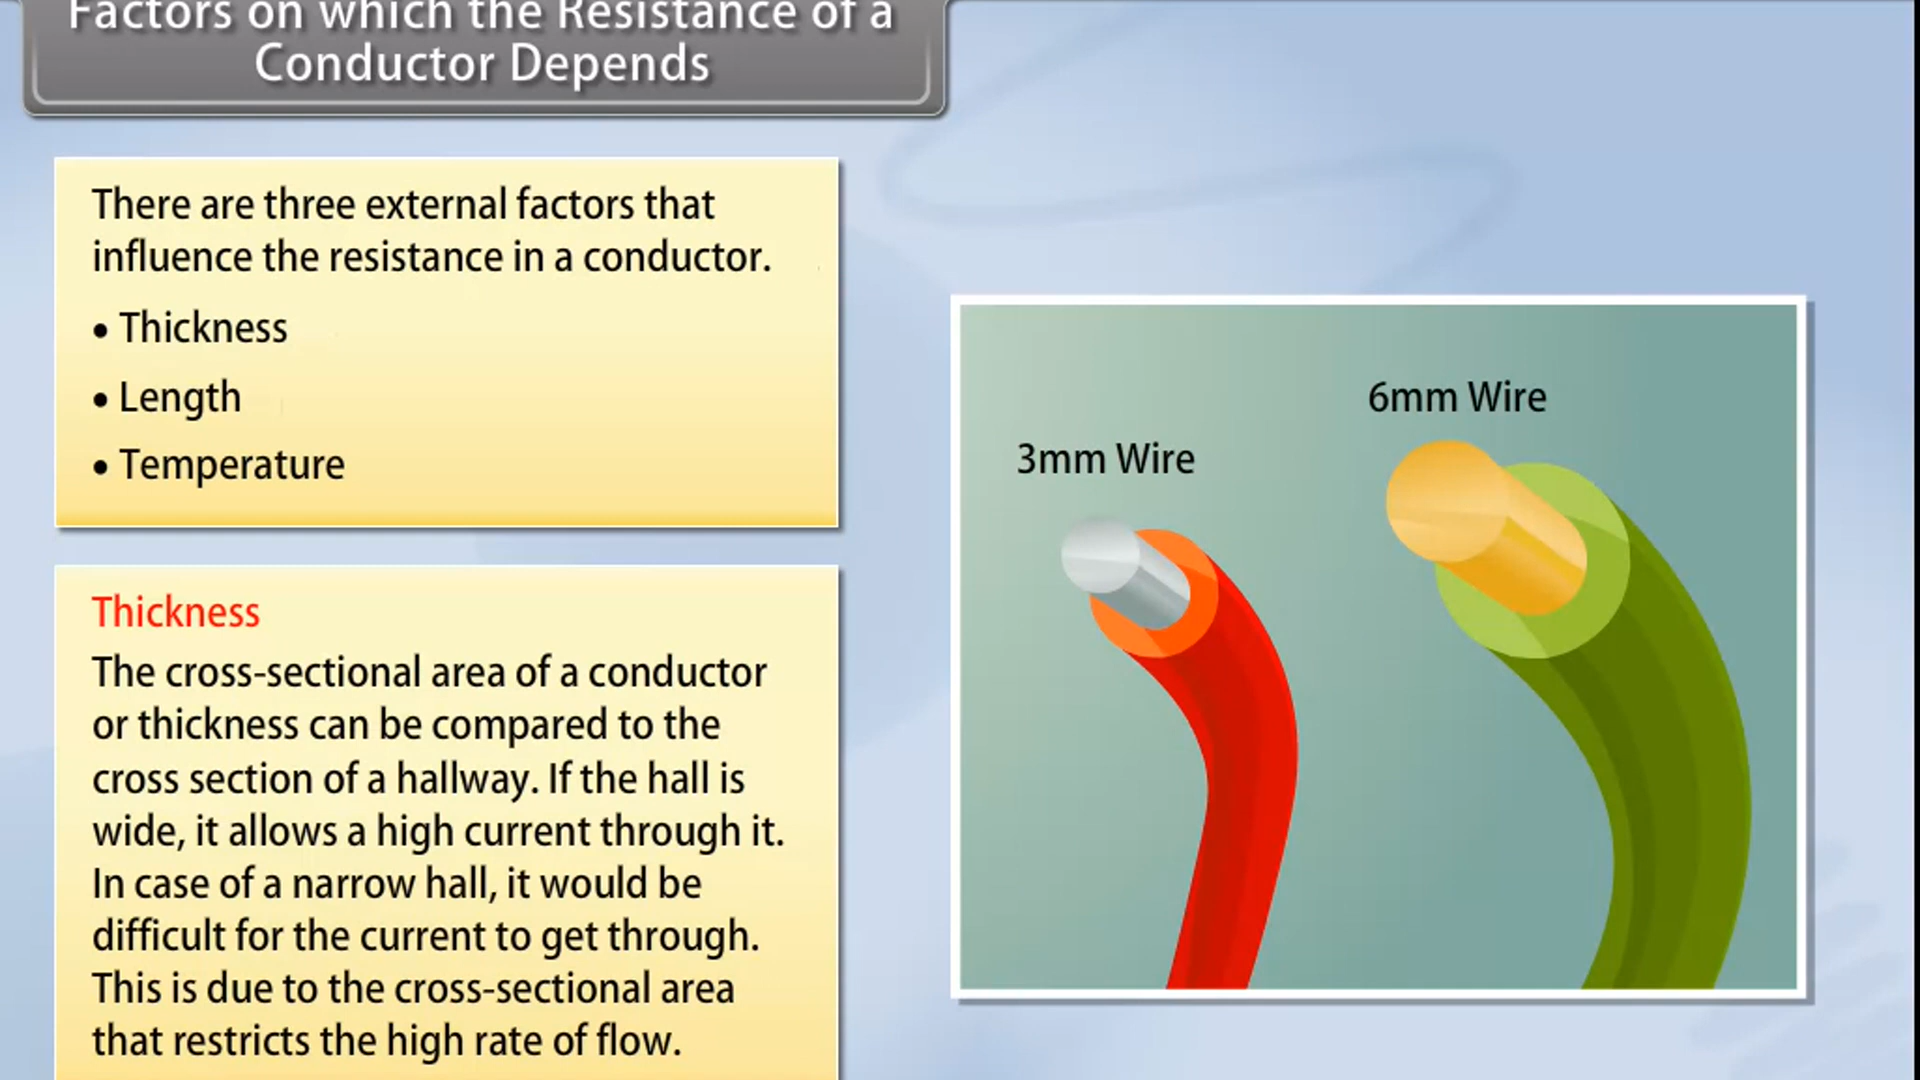 Factors on which the Resistance of a
Conductor Depends
There are three external factors that
influence the resistance in a conductor.
• Thickness
• Length
• Temperature
Thickness
The cross-sectional area of a conductor
or thickness can be compared to the
cross section of a hallway. If the hall is
wide, it allows a high current through it.
In case of a narrow hall, it would be
difficult for the current to get through.
This is due to the cross-sectional area
that restricts the high rate of flow.
3mm Wire
6mm Wire